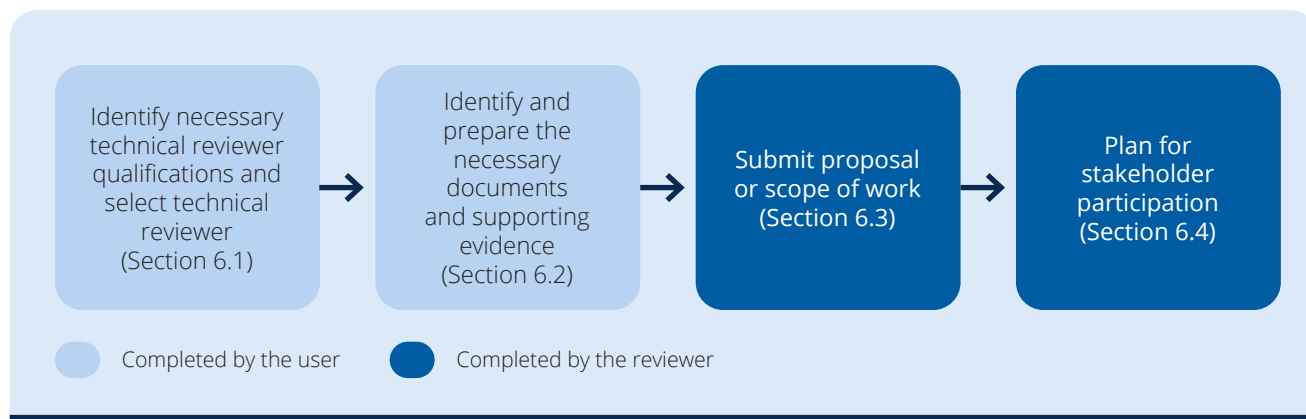 Identify necessary
technical reviewer
qualifications and
select technical
reviewer
(Section 6.1)
Identify and
prepare the
necessary
documents
and supporting
evidence
(Section 6.2)
Submit proposal
or scope of work
(Section 6.3)
Plan for
stakeholder
participation
(Section 6.4)
Completed by the user
Completed by the reviewer